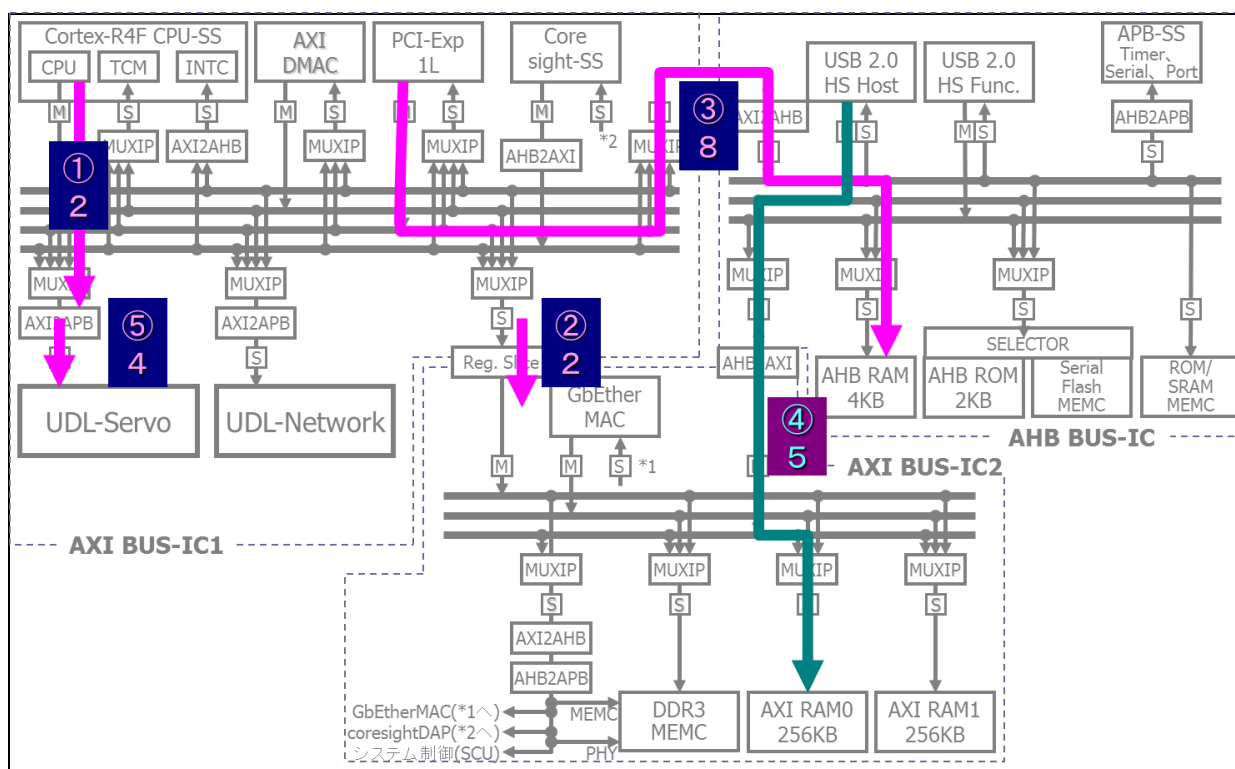 Cortex-R4F CPU-SS
CPU
TCM
INTC
AXI
DMAC
PCI-Exp
1L
Core
sight-SS
USB 2.0
HS Host
USB 2.0
HS Func.
APB-SS
Timer、
Serial、Port
M
S
S
M
S
S
M
S
*2
S
M
S
MUXIP
AXI2AHB
MUXIP
MUXIP
AHB2AXI
MUXIP
AXI2AHB
AHB2APB
S
①
2
③
8
MUXIP
MUXIP
MUXIP
MUXIP
MUXIP
MUXIP
AXI2APB
AXI2APB
S
S
S
S
⑤
4
②
2
Reg. Slice
SELECTOR
UDL-Servo
UDL-Network
GbEther
MAC
AHB RAM
4KB
AHB ROM
2KB
Serial
Flash
MEMC
ROM/
SRAM
MEMC
④
5
AHB BUS-IC
M
M
S
*1
AXI BUS-IC2
AXI BUS-IC1
MUXIP
MUXIP
MUXIP
MUXIP
S
S
S
AXI2AHB
AHB2APB
GbEtherMAC(*1へ)
coresightDAP(*2へ)
システム制御(SCU)
MEMC
PHY
DDR3
MEMC
AXI RAM0
256KB
AXI RAM1
256KB